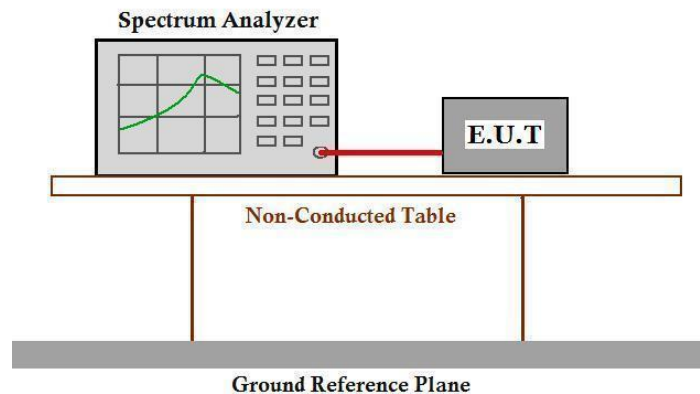 Spectrum Analyzer
E.U.T
Non-Conducted Table
Ground Reference Plane